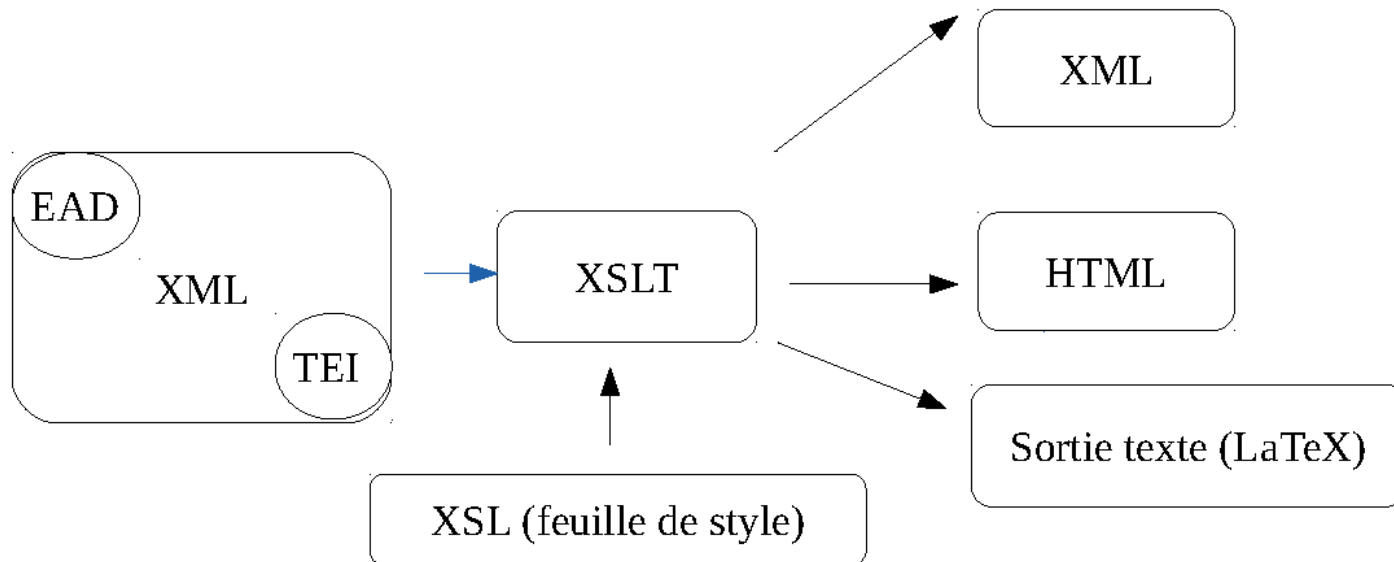 EAD
XML
TEI
XSLT
XSL (feuille de style)
XML
HTML
Sortie texte (LaTeX)